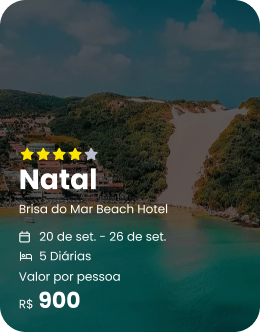 Natal
Brisa do Mar Beach Hotel
20 de set. - 26 de set.
5 Diárias
Valor por pessoa
R$ 900